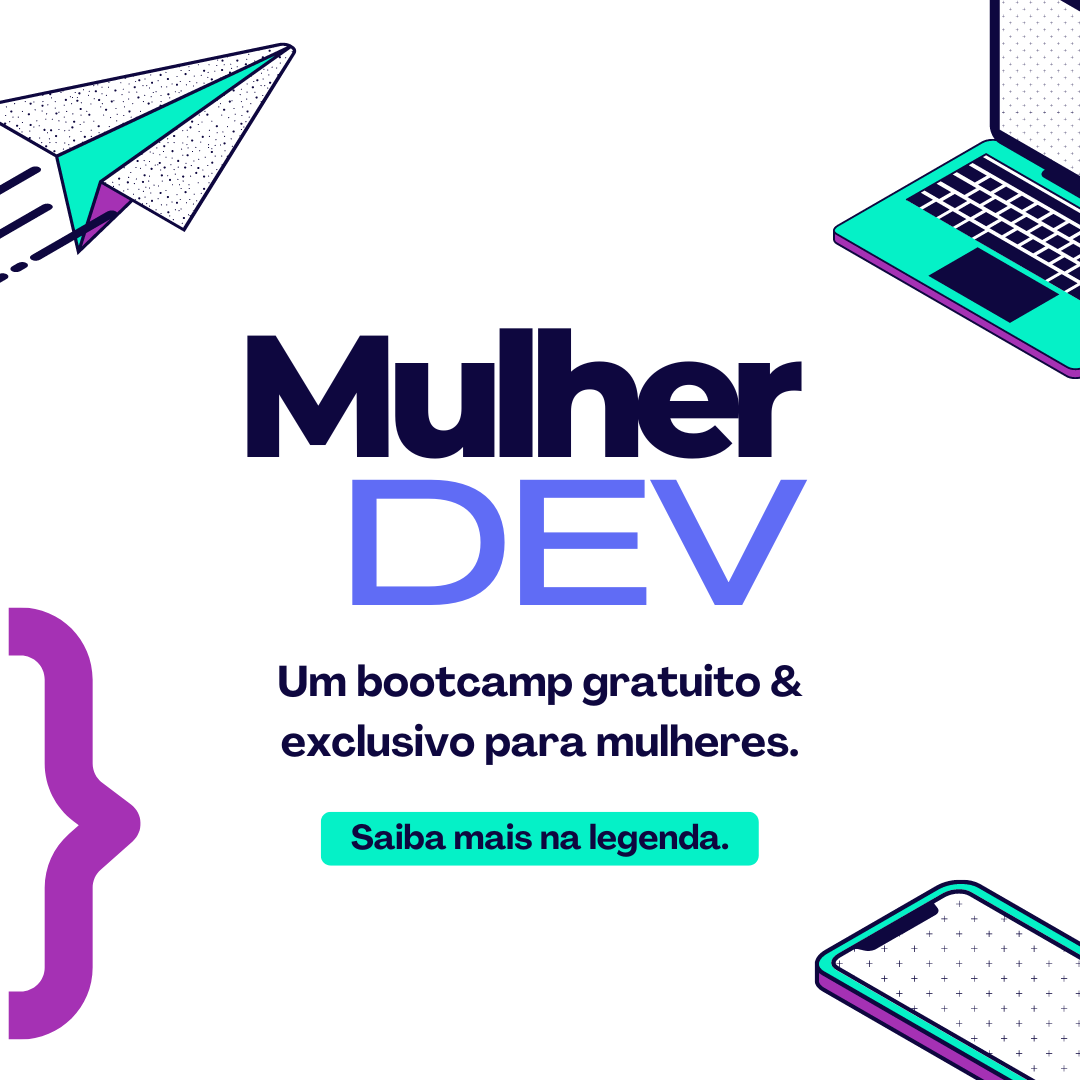 Mulher
DEV
Um bootcamp gratuito &
exclusivo para mulheres.
Saiba mais na legenda.